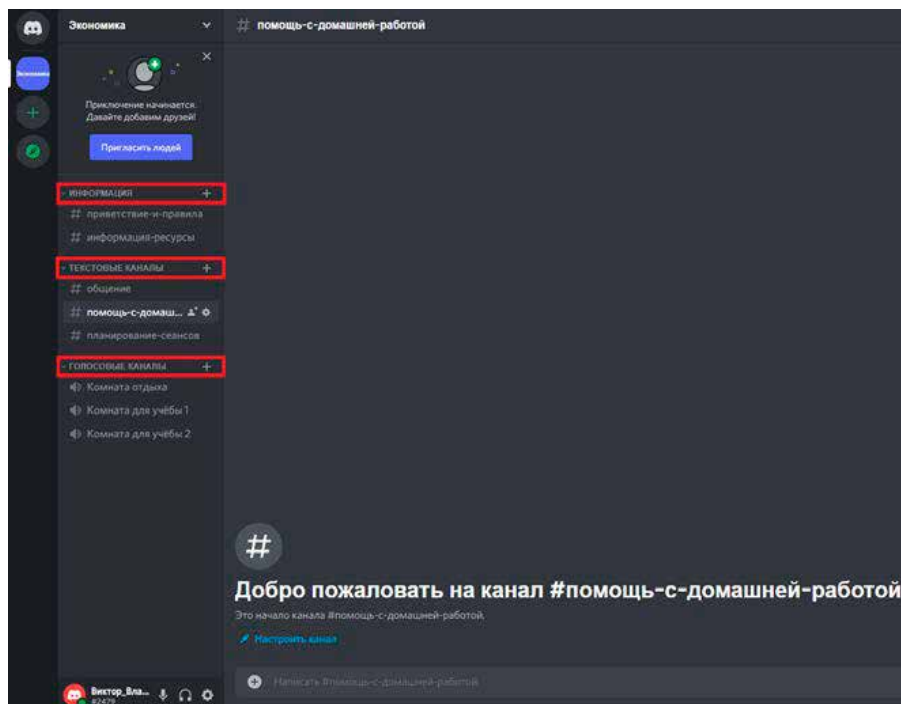 Экономика
# помощь-с-домашней-работой
Экономика
Приключение начинается.
Давайте добавим друзей!
Пригласить людей
ИНФОРМАЦИЯ +
# приветствие-и-правила
# информация-ресурсы
ТЕКСТОВЫЕ КАНАЛЫ +
# общение
# помощь-с-домаш...
# планирование-сеансов
ГОЛОСОВЫЕ КАНАЛЫ +
Комната отдыха
Комната для учёбы 1
Комната для учёбы 2
#
Добро пожаловать на канал #помощь-с-домашней-работой
Это начало канала #помощь-с-домашней-работой.
Настроить канал
Написать #помощь-с-домашней-работой
Виктор_Вла...
#2479